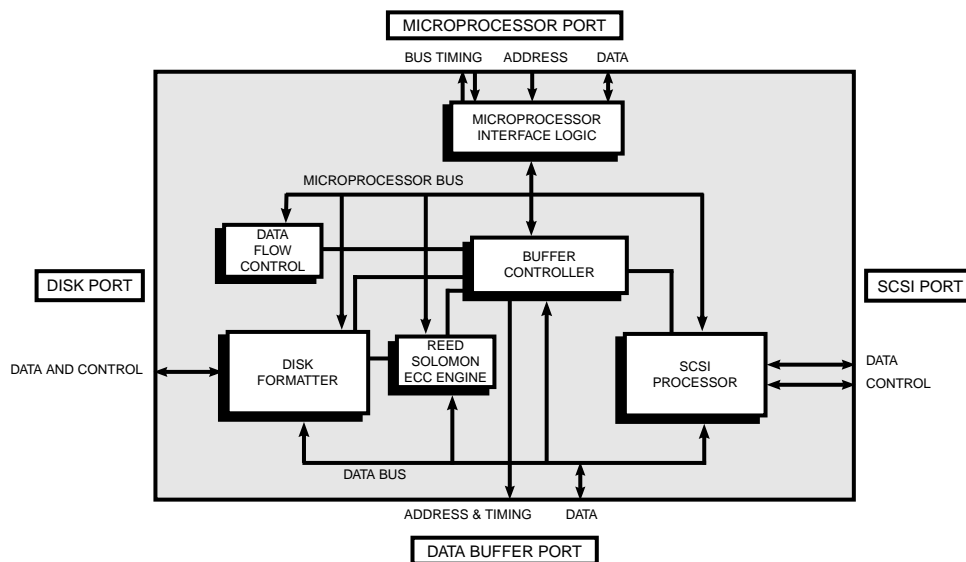 MICROPROCESSOR PORT
BUS TIMING
ADDRESS
DATA
MICROPROCESSOR
INTERFACE LOGIC
MICROPROCESSOR BUS
DATA
FLOW
CONTROL
BUFFER
CONTROLLER
DISK PORT
SCSI PORT
DISK
FORMATTER
REED
SOLOMON
ECC ENGINE
SCSI
PROCESSOR
DATA AND CONTROL
DATA
CONTROL
DATA BUS
ADDRESS & TIMING
DATA
DATA BUFFER PORT